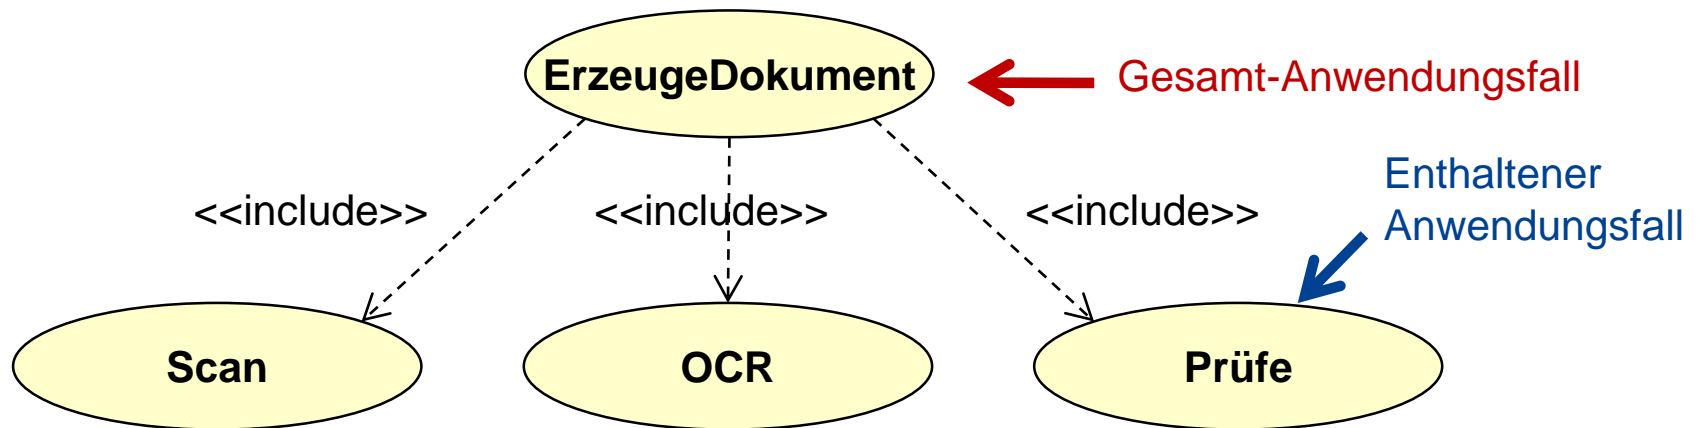 ErzeugeDokument
Gesamt-Anwendungsfall
Enthaltener
Anwendungsfall
<<include>>
<<include>>
<<include>>
Scan
OCR
Prüfe